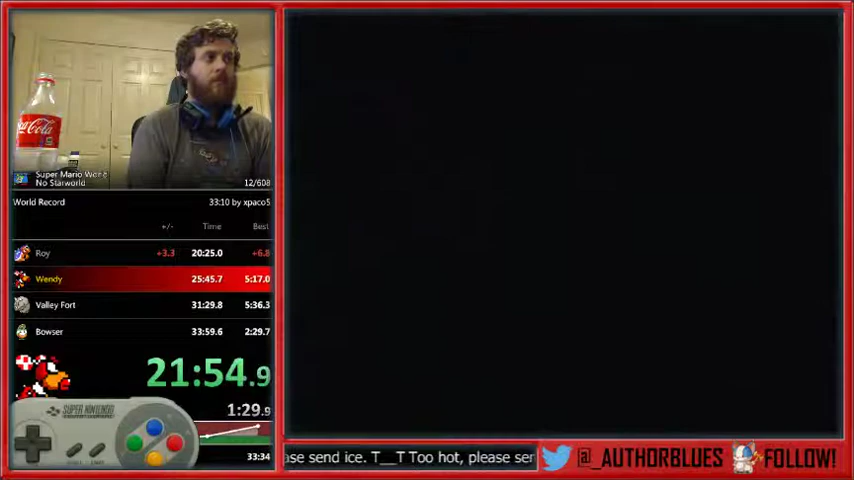 Coca-Cola
Super Mario World
No Starworld
12/608
World Record 33:10 by xpaco5
+/- Time Best
Roy +3.3 20:25.0 +6.8
Wendy 25:45.7 5:17.0
Valley Fort 31:29.8 5:36.3
Bowser 33:59.6 2:29.7
21:54.9
1:29.9
SUPER NINTENDO
33:34
ase send ice. T__T Too hot, please ser
@_AUTHORBLUES
FOLLOW!